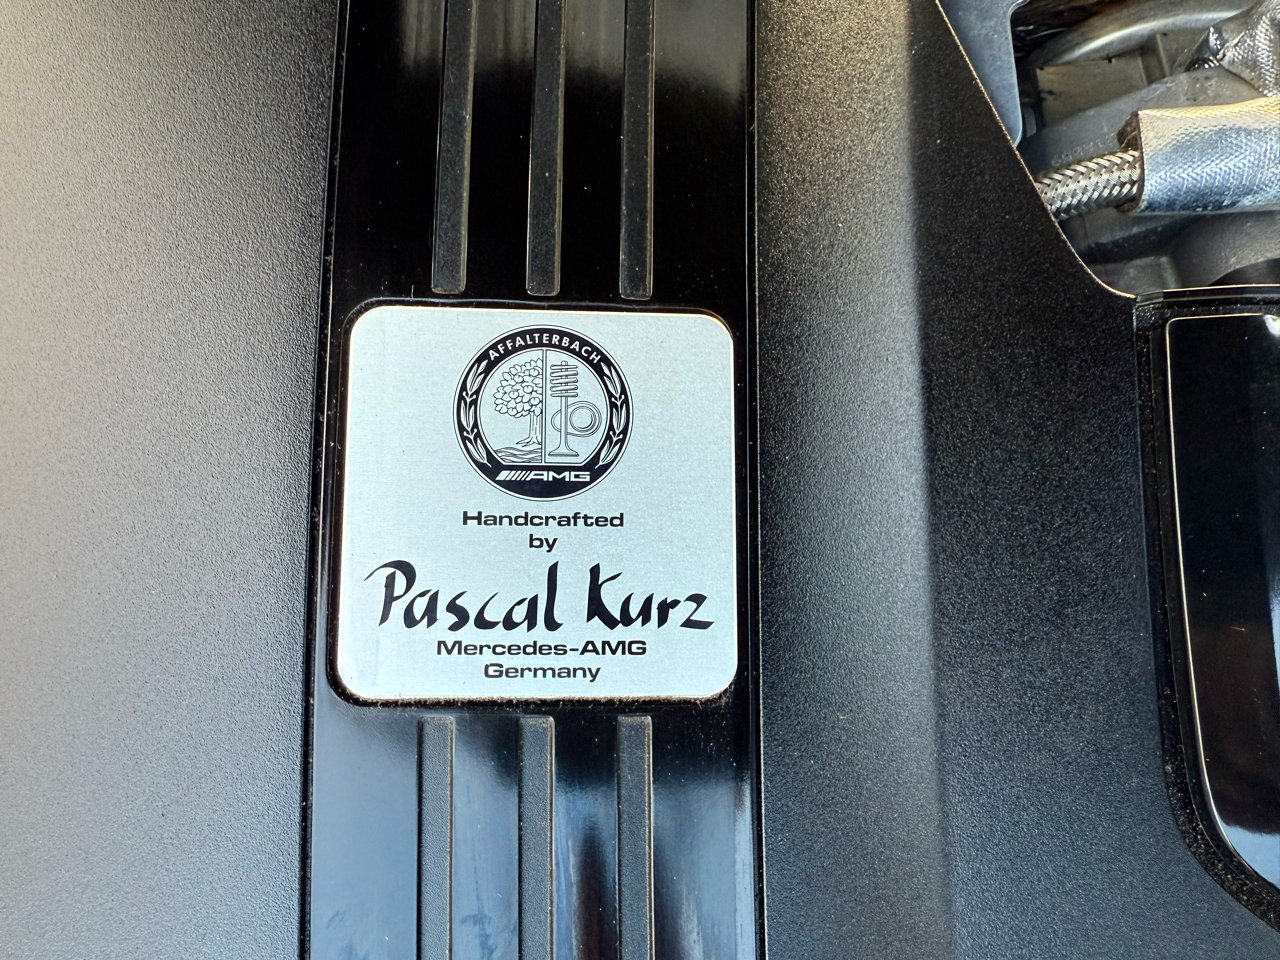 AFFALTERBACH
AMG
Handcrafted
by
Pascal Kurz
Mercedes-AMG
Germany